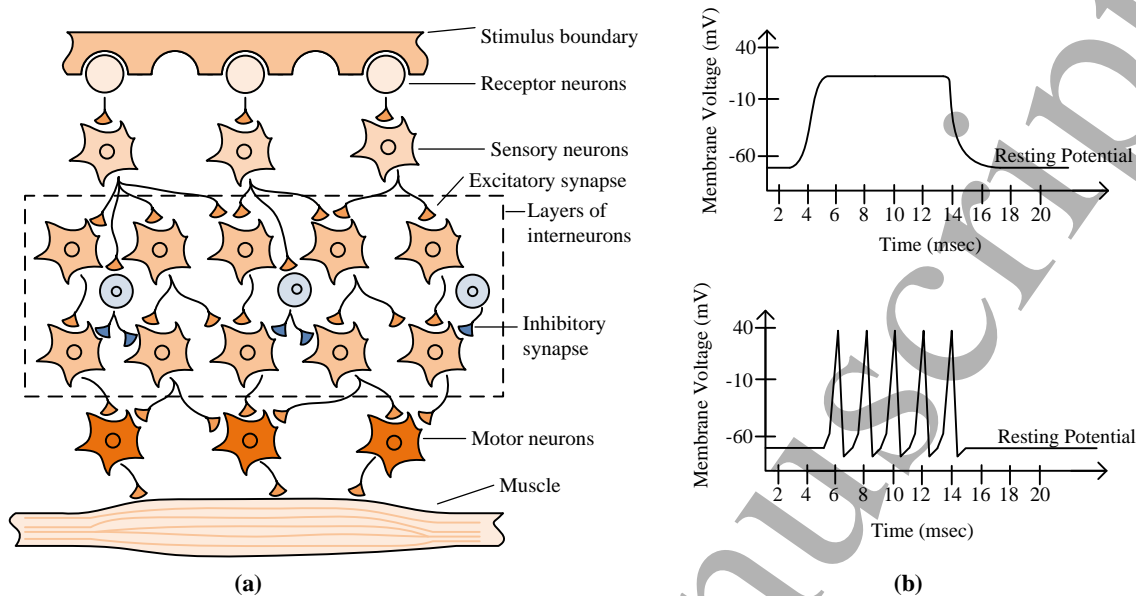 Stimulus boundary
Receptor neurons
Sensory neurons
Excitatory synapse
Layers of
interneurons
Inhibitory
synapse
Motor neurons
Muscle
(a)
Membrane Voltage (mV)
40
-10
-60
Resting Potential
2 4 6 8 10 12 14 16 18 20
Time (msec)
Membrane Voltage (mV)
40
-10
-60
Resting Potential
2 4 6 8 10 12 14 16 18 20
Time (msec)
(b)
nuscrip